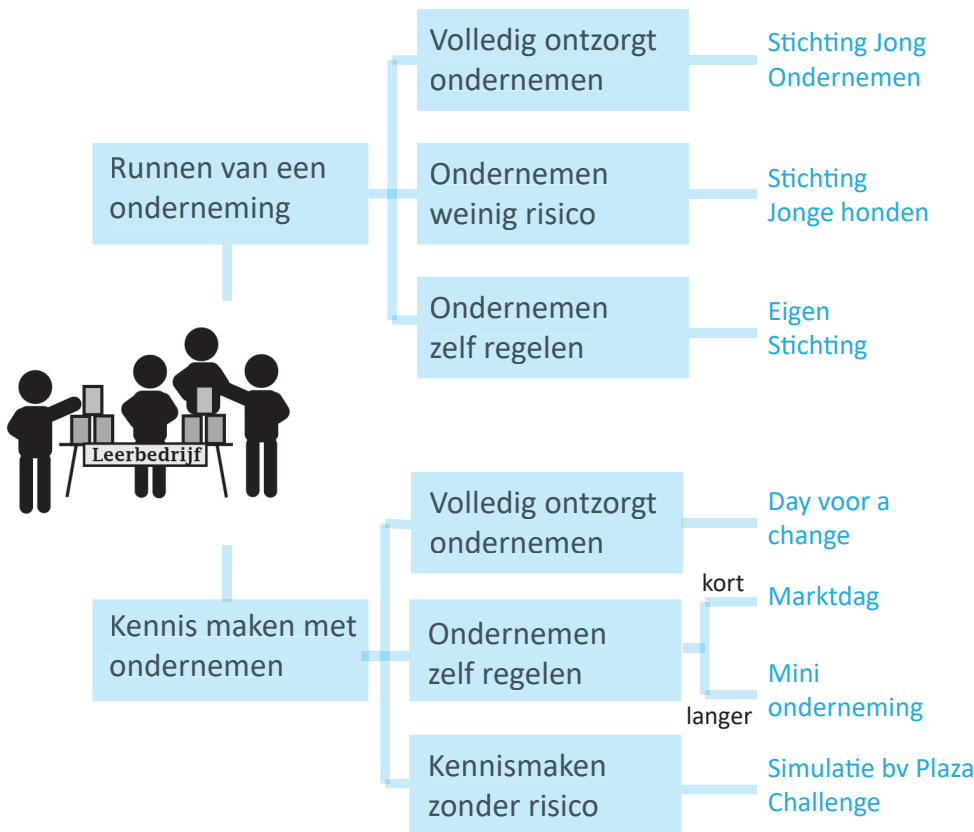 Runnen van een
onderneming
Volledig ontzorgt
ondernemen
Stichting Jong
Ondernemen
Ondernemen
weinig risico
Stichting
Jonge honden
Ondernemen
zelf regelen
Eigen
Stichting
Leerbedrijf
Kennis maken met
ondernemen
Volledig ontzorgt
ondernemen
Day voor a
change
Ondernemen
zelf regelen
kort
Marktdag
langer
Mini
onderneming
Kennismaken
zonder risico
Simulatie bv Plaza
Challenge